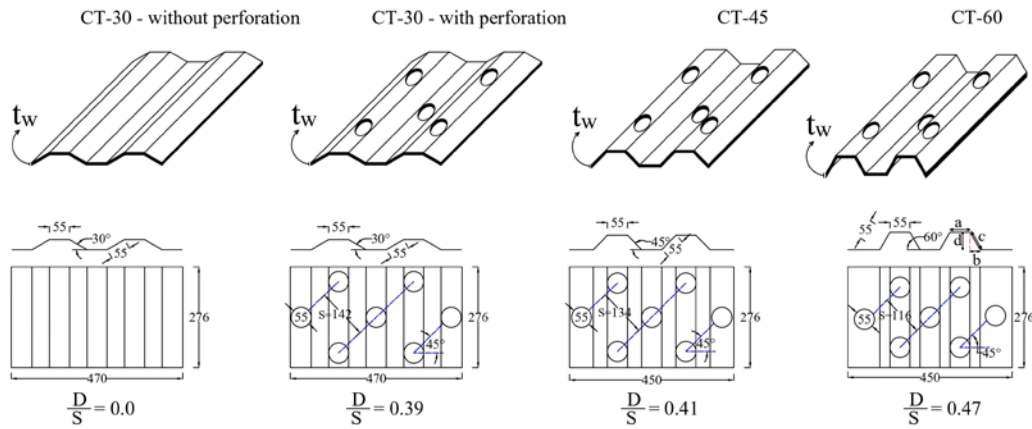 CT-30 - without perforation
CT-30 - with perforation
CT-45
CT-60
tw
tw
tw
tw
55
30°
55
55
30°
55
55
45°
55
55
55
60°
a
d
c
b
276
470
55
S=142
45°
276
470
55
S=134
45°
276
450
55
S=116
45°
276
450
D/S = 0.0
D/S = 0.39
D/S = 0.41
D/S = 0.47